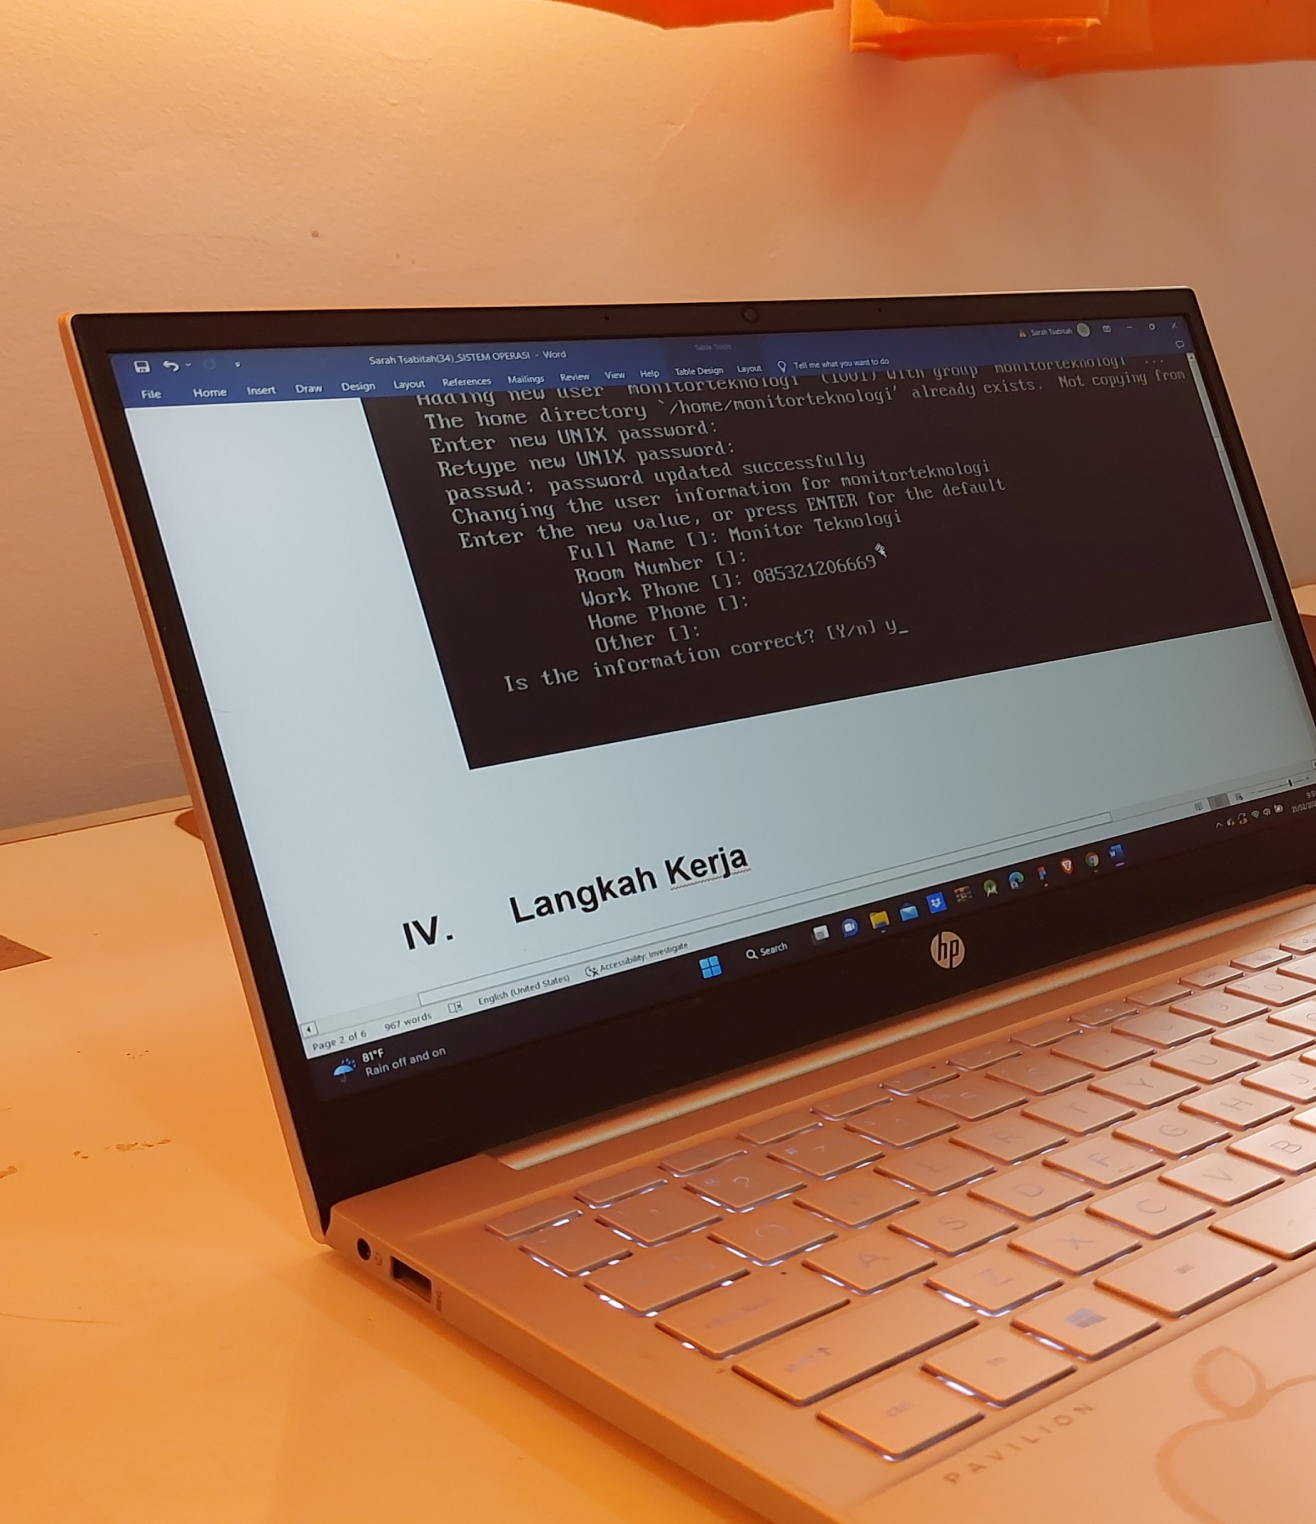 Sarah Tsabitah(34)_SISTEM OPERASI - Word
Table Tools
Sarah Tsabitah
File Home Insert Draw Design Layout References Mailings Review View Help Table Design Layout Tell me what you want to do
Adding new user `monitorteknologi' (1001) with group `monitorteknologi ...
The home directory `/home/monitorteknologi' already exists. Not copying from
Enter new UNIX password:
Retype new UNIX password:
passwd: password updated successfully
Changing the user information for monitorteknologi
Enter the new value, or press ENTER for the default
Full Name []: Monitor Teknologi
Room Number []:
Work Phone []: 085321206669
Home Phone []:
Other []:
Is the information correct? [Y/n] y_
IV. Langkah Kerja
Page 2 of 6 967 words English (United States) Accessibility: Investigate
81°F
Rain off and on
Search
hp
2
E R T Y U I
A S D F G H J
Z X C V B
PAVILION